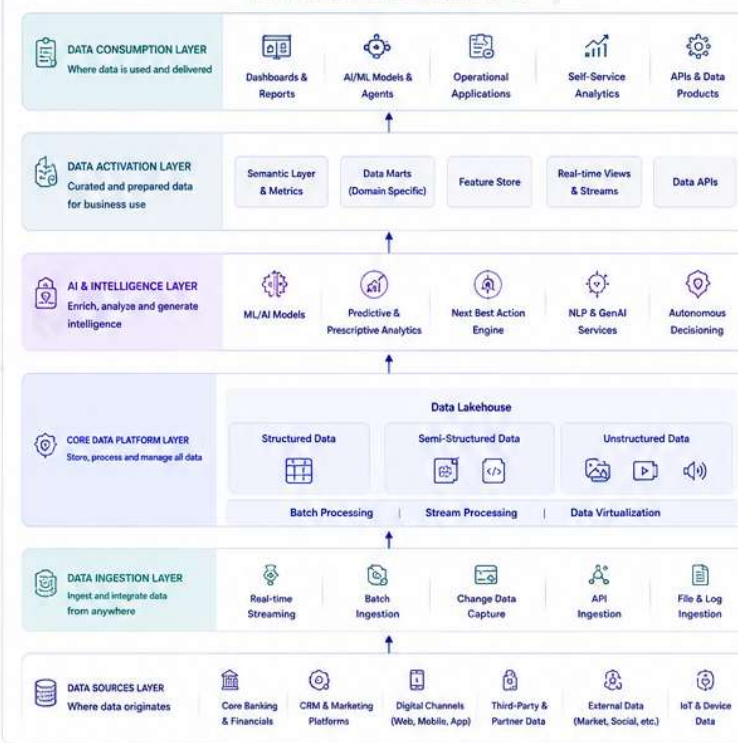 DATA CONSUMPTION LAYER
Where data is used and delivered
Dashboards &
Reports
AI/ML Models &
Agents
Operational
Applications
Self-Service
Analytics
APIs & Data
Products
DATA ACTIVATION LAYER
Curated and prepared data
for business use
Semantic Layer
& Metrics
Data Marts
(Domain Specific)
Feature Store
Real-time Views
& Streams
Data APIs
AI & INTELLIGENCE LAYER
Enrich, analyze and generate
intelligence
ML/AI Models
Predictive &
Prescriptive Analytics
Next Best Action
Engine
NLP & GenAI
Services
Autonomous
Decisioning
CORE DATA PLATFORM LAYER
Store, process and manage all data
Data Lakehouse
Structured Data
Semi-Structured Data
Unstructured Data
Batch Processing | Stream Processing | Data Virtualization
DATA INGESTION LAYER
Ingest and integrate data
from anywhere
Real-time
Streaming
Batch
Ingestion
Change Data
Capture
API
Ingestion
File & Log
Ingestion
DATA SOURCES LAYER
Where data originates
Core Banking
& Financials
CRM & Marketing
Platforms
Digital Channels
(Web, Mobile, App)
Third-Party &
Partner Data
External Data
(Market, Social, etc.)
IoT & Device
Data